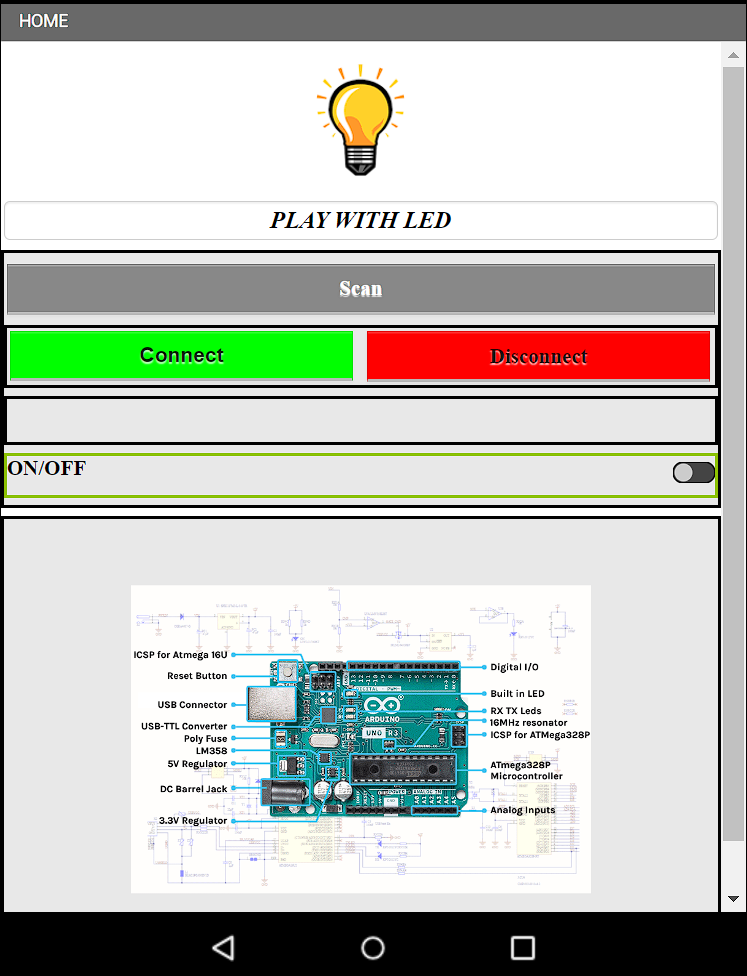 HOME
PLAY WITH LED
Scan
Connect
Disconnect
ON/OFF
ICSP for Atmega 16U
Reset Button
USB Connector
USB-TTL Converter
Poly Fuse
LM358
5V Regulator
DC Barrel Jack
3.3V Regulator
Digital I/O
Built in LED
RX TX Leds
16MHz resonator
ICSP for ATMega328P
ATmega328P
Microcontroller
Analog Inputs
ARDUINO
UNO R3